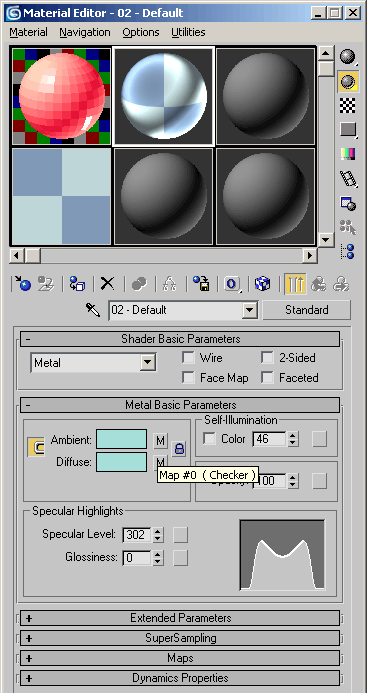 Material Editor - 02 - Default
Material Navigation Options Utilities
02 - Default Standard
- Shader Basic Parameters
Metal Wire 2-Sided
Face Map Faceted
- Metal Basic Parameters
Self-Illumination
Ambient: M Color 46
Diffuse: M
Map #0 ( Checker ) 100
Specular Highlights
Specular Level: 302
Glossiness: 0
+ Extended Parameters
+ SuperSampling
+ Maps
+ Dynamics Properties